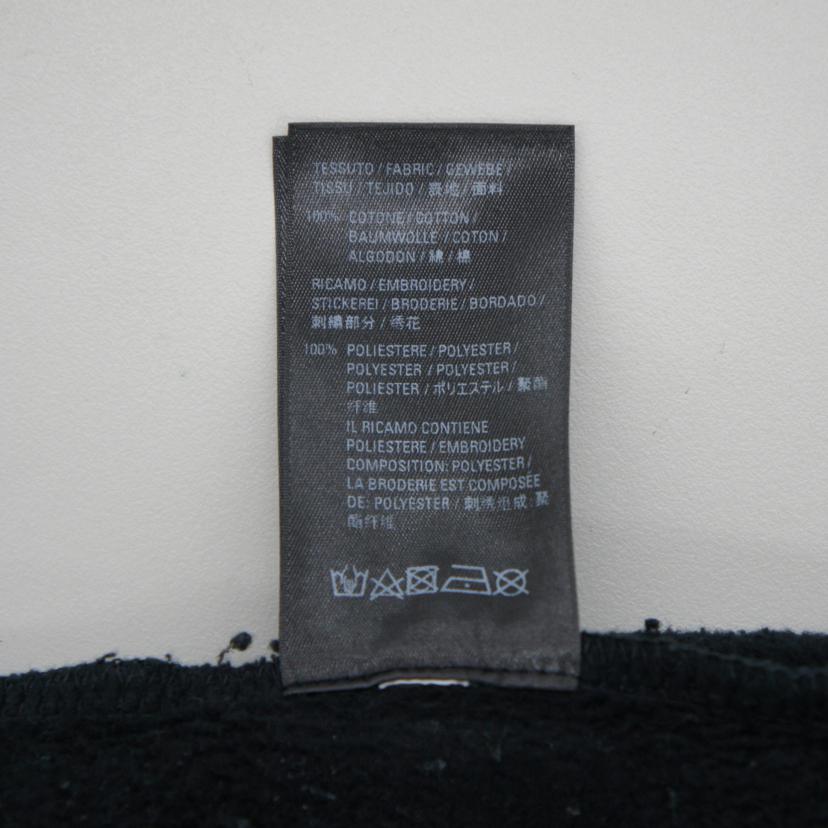 TESSUTO / FABRIC / GEWEBE /
TISSU / TEJIDO / 表地 / 面料
100% COTONE / COTTON /
BAUMWOLLE / COTON /
ALGODON / 綿 / 棉
RICAMO / EMBROIDERY /
STICKEREI / BRODERIE / BORDADO /
刺繍部分 / 绣花
100% POLIESTERE / POLYESTER /
POLYESTER / POLYESTER /
POLIESTER / ポリエステル / 聚酯
纤维
IL RICAMO CONTIENE
POLIESTERE / EMBROIDERY
COMPOSITION: POLYESTER /
LA BRODERIE EST COMPOSÉE
DE: POLYESTER / 刺绣组成: 聚
酯纤维